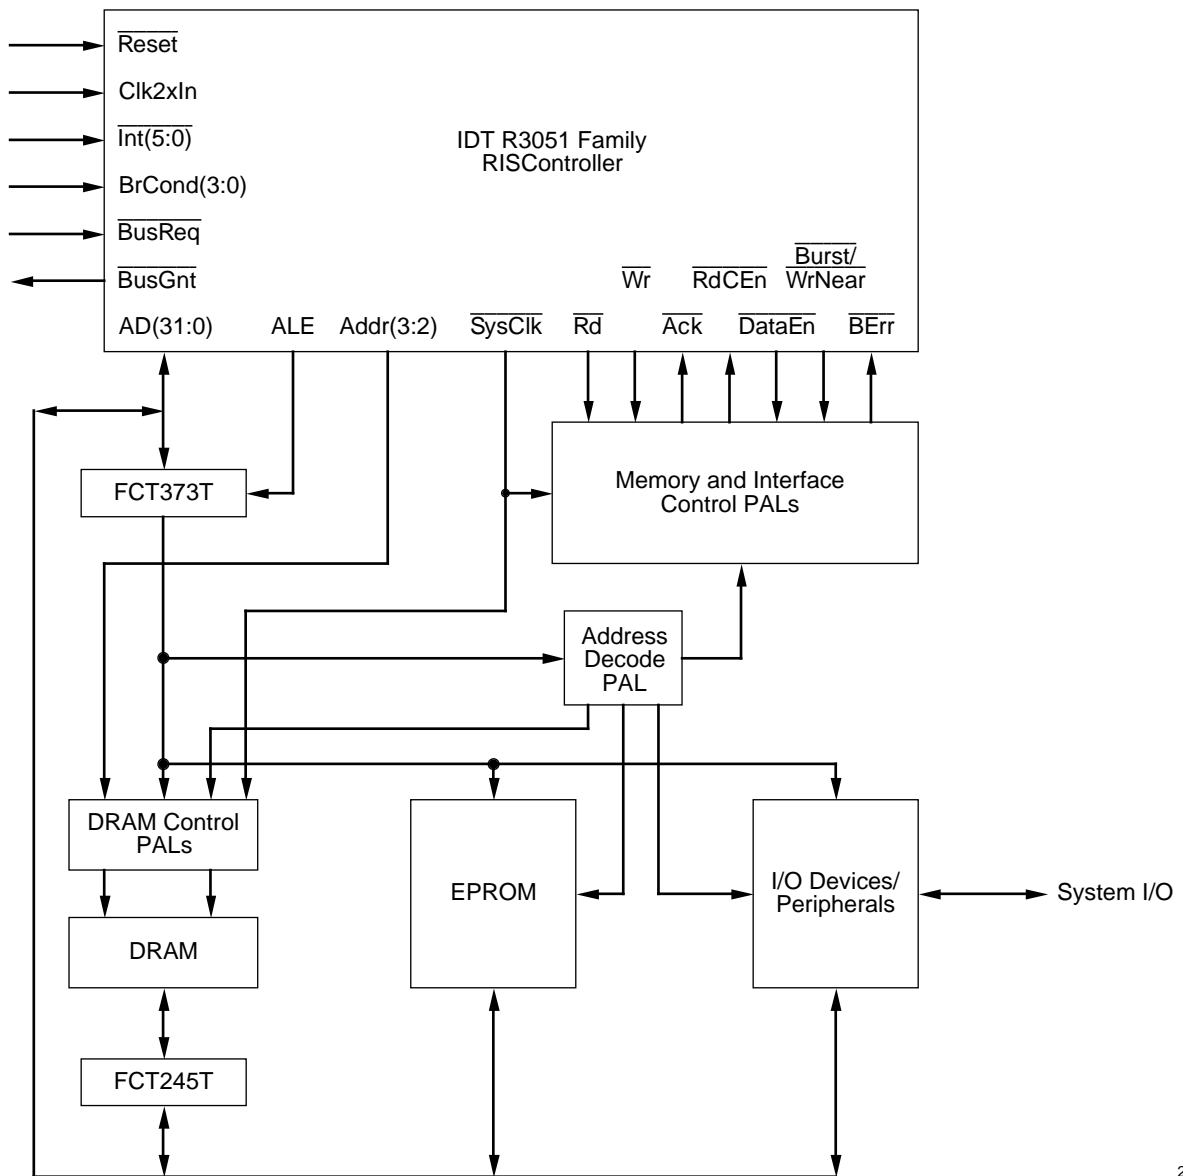 Reset
Clk2xIn
Int(5:0)
IDT R3051 Family
RISController
BrCond(3:0)
BusReq
BusGnt
Wr
RdCEn
Burst/
WrNear
AD(31:0)
ALE
Addr(3:2)
SysClk
Rd
Ack
DataEn
BErr
FCT373T
Memory and Interface
Control PALs
Address
Decode
PAL
DRAM Control
PALs
EPROM
I/O Devices/
Peripherals
System I/O
DRAM
FCT245T
2